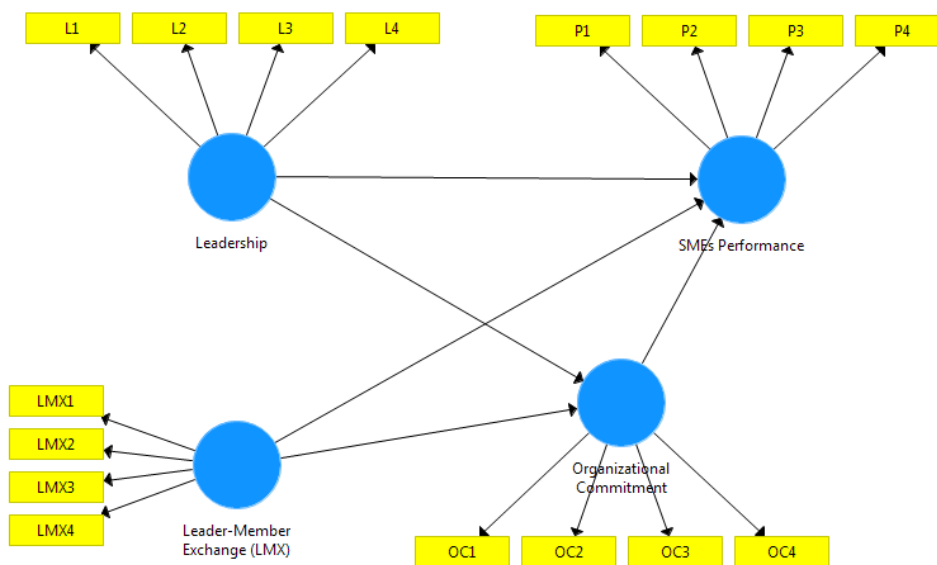 L1
L2
L3
L4
P1
P2
P3
P4
Leadership
SMEs Performance
LMX1
LMX2
LMX3
LMX4
Leader-Member
Exchange (LMX)
Organizational
Commitment
OC1
OC2
OC3
OC4